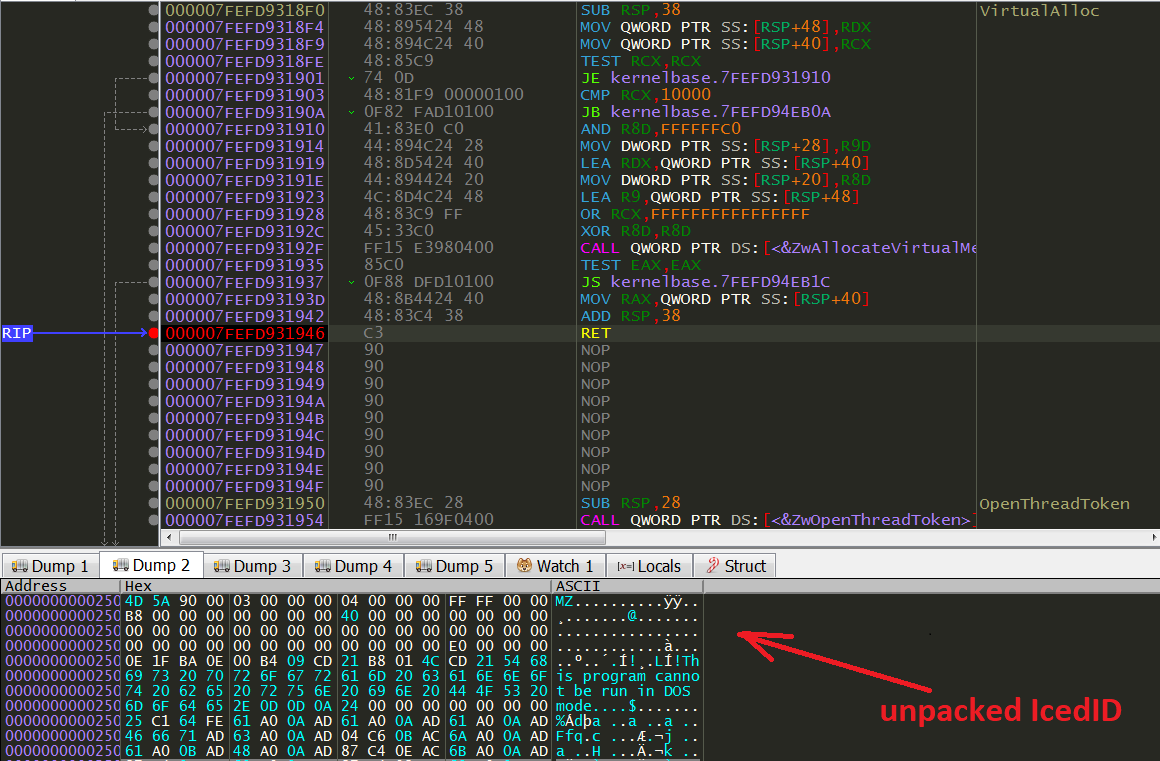 000007FEFD9318F0 48:83EC 38 SUB RSP,38 VirtualAlloc
000007FEFD9318F4 48:895424 48 MOV QWORD PTR SS:[RSP+48],RDX
000007FEFD9318F9 48:894C24 40 MOV QWORD PTR SS:[RSP+40],RCX
000007FEFD9318FE 48:85C9 TEST RCX,RCX
000007FEFD931901 74 0D JE kernelbase.7FEFD931910
000007FEFD931903 48:81F9 00000100 CMP RCX,10000
000007FEFD93190A 0F82 FAD10100 JB kernelbase.7FEFD94EB0A
000007FEFD931910 41:83E0 C0 AND R8D,FFFFFFC0
000007FEFD931914 44:894C24 28 MOV DWORD PTR SS:[RSP+28],R9D
000007FEFD931919 48:8D5424 40 LEA RDX,QWORD PTR SS:[RSP+40]
000007FEFD93191E 44:894424 20 MOV DWORD PTR SS:[RSP+20],R8D
000007FEFD931923 4C:8D4C24 48 LEA R9,QWORD PTR SS:[RSP+48]
000007FEFD931928 48:83C9 FF OR RCX,FFFFFFFFFFFFFFFF
000007FEFD93192C 45:33C0 XOR R8D,R8D
000007FEFD93192F FF15 E3980400 CALL QWORD PTR DS:[<&ZwAllocateVirtualMe
000007FEFD931935 85C0 TEST EAX,EAX
000007FEFD931937 0F88 DFD10100 JS kernelbase.7FEFD94EB1C
000007FEFD93193D 48:8B4424 40 MOV RAX,QWORD PTR SS:[RSP+40]
000007FEFD931942 48:83C4 38 ADD RSP,38
RIP 000007FEFD931946 C3 RET
000007FEFD931947 90 NOP
000007FEFD931948 90 NOP
000007FEFD931949 90 NOP
000007FEFD93194A 90 NOP
000007FEFD93194B 90 NOP
000007FEFD93194C 90 NOP
000007FEFD93194D 90 NOP
000007FEFD93194E 90 NOP
000007FEFD93194F 90 NOP
000007FEFD931950 48:83EC 28 SUB RSP,28 OpenThreadToken
000007FEFD931954 FF15 169F0400 CALL QWORD PTR DS:[<&ZwOpenThreadToken>]
Dump 1 Dump 2 Dump 3 Dump 4 Dump 5 Watch 1 Locals Struct
Address Hex ASCII
0000000000250 4D 5A 90 00 03 00 00 00 04 00 00 00 FF FF 00 00 MZ..........ÿÿ..
0000000000250 B8 00 00 00 00 00 00 00 40 00 00 00 00 00 00 00 ¸.......@.......
0000000000250 00 00 00 00 00 00 00 00 00 00 00 00 00 00 00 00 ................
0000000000250 00 00 00 00 00 00 00 00 00 00 00 00 E0 00 00 00 ............à...
0000000000250 0E 1F BA 0E 00 B4 09 CD 21 B8 01 4C CD 21 54 68 ..º..´.Í!¸.LÍ!Th
0000000000250 69 73 20 70 72 6F 67 72 61 6D 20 63 61 6E 6E 6F is program canno
0000000000250 74 20 62 65 20 72 75 6E 20 69 6E 20 44 4F 53 20 t be run in DOS
0000000000250 6D 6F 64 65 2E 0D 0D 0A 24 00 00 00 00 00 00 00 mode....$.......
0000000000250 25 C1 64 FE 61 A0 0A AD 61 A0 0A AD 61 A0 0A AD %Ádþa ..a ..a ..
0000000000250 46 66 71 AD 63 A0 0A AD 04 C6 0B AC 6A A0 0A AD Ffq.c ...Æ.¬j ..
0000000000250 61 A0 0B AD 48 A0 0A AD 87 C4 0E AC 6B A0 0A AD a ..H ...Ä.¬k ..
unpacked IcedID